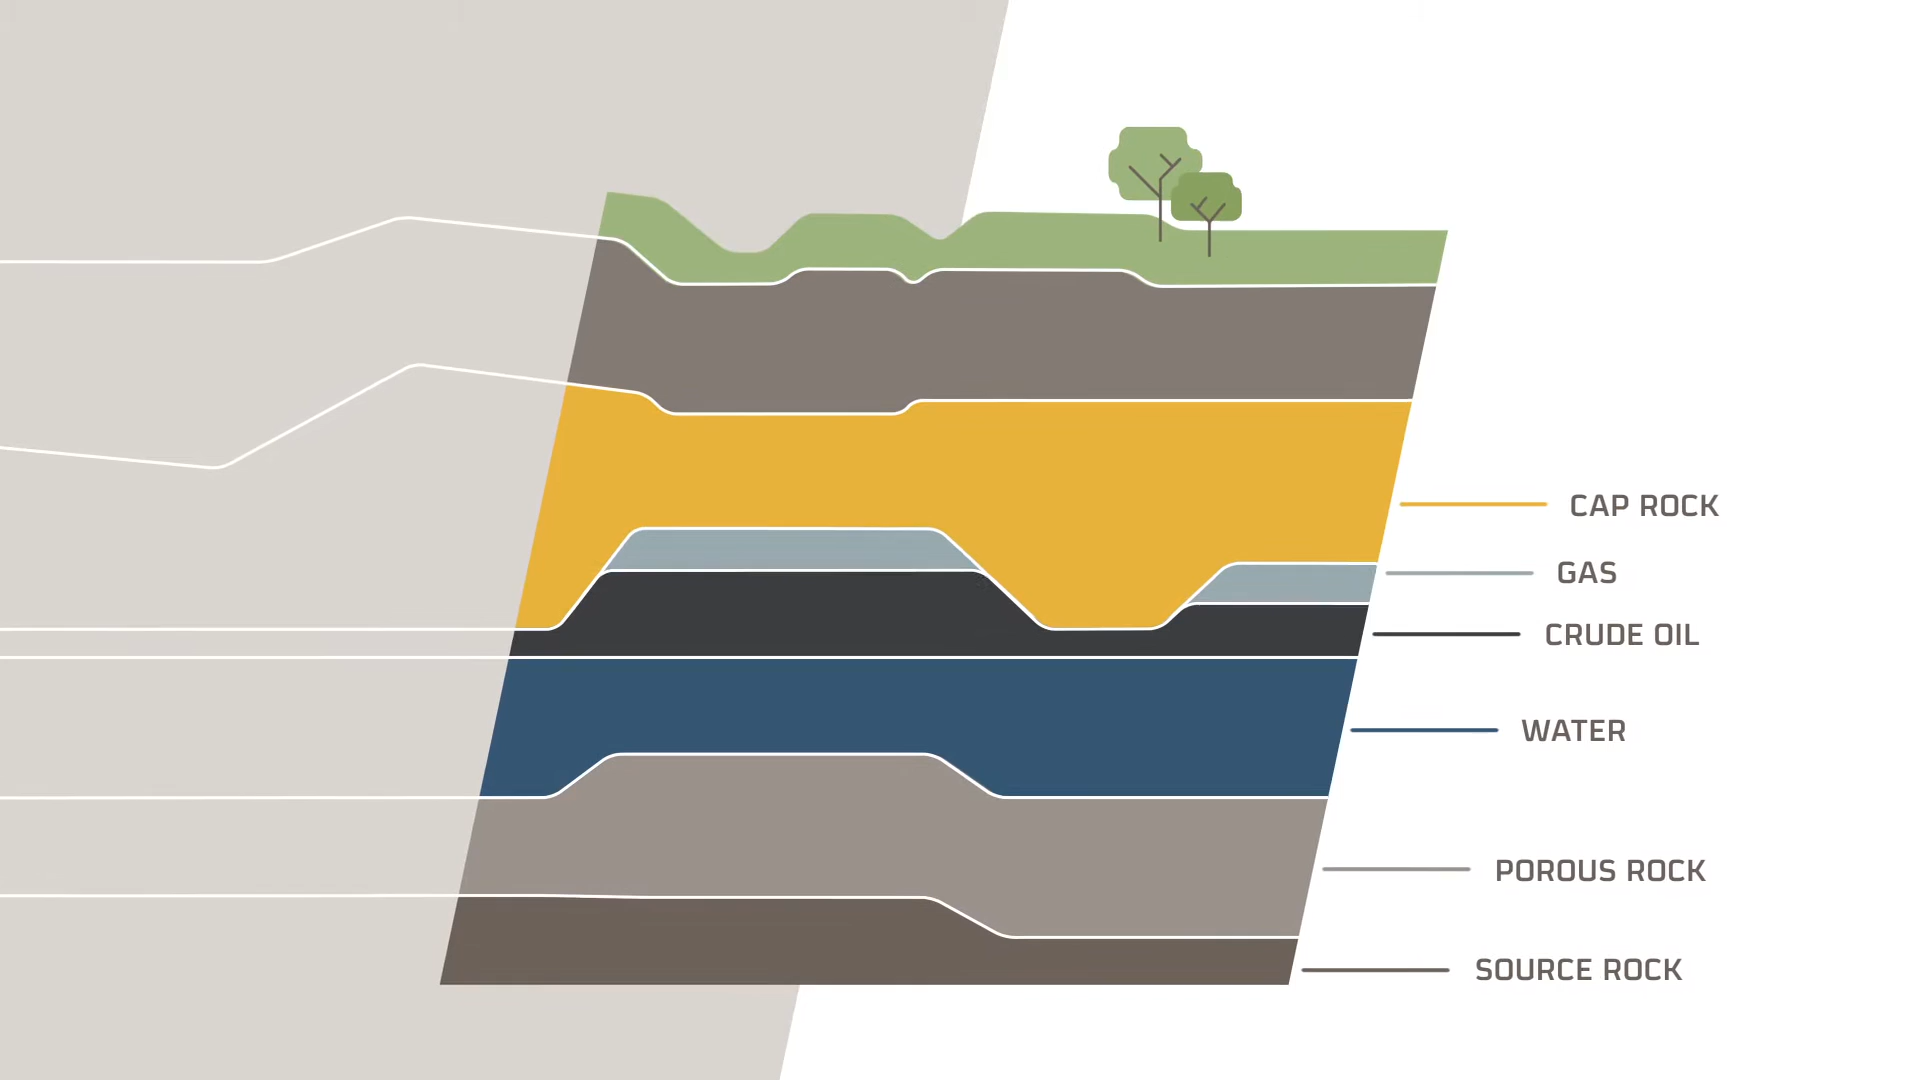 CAP ROCK
GAS
CRUDE OIL
WATER
POROUS ROCK
SOURCE ROCK